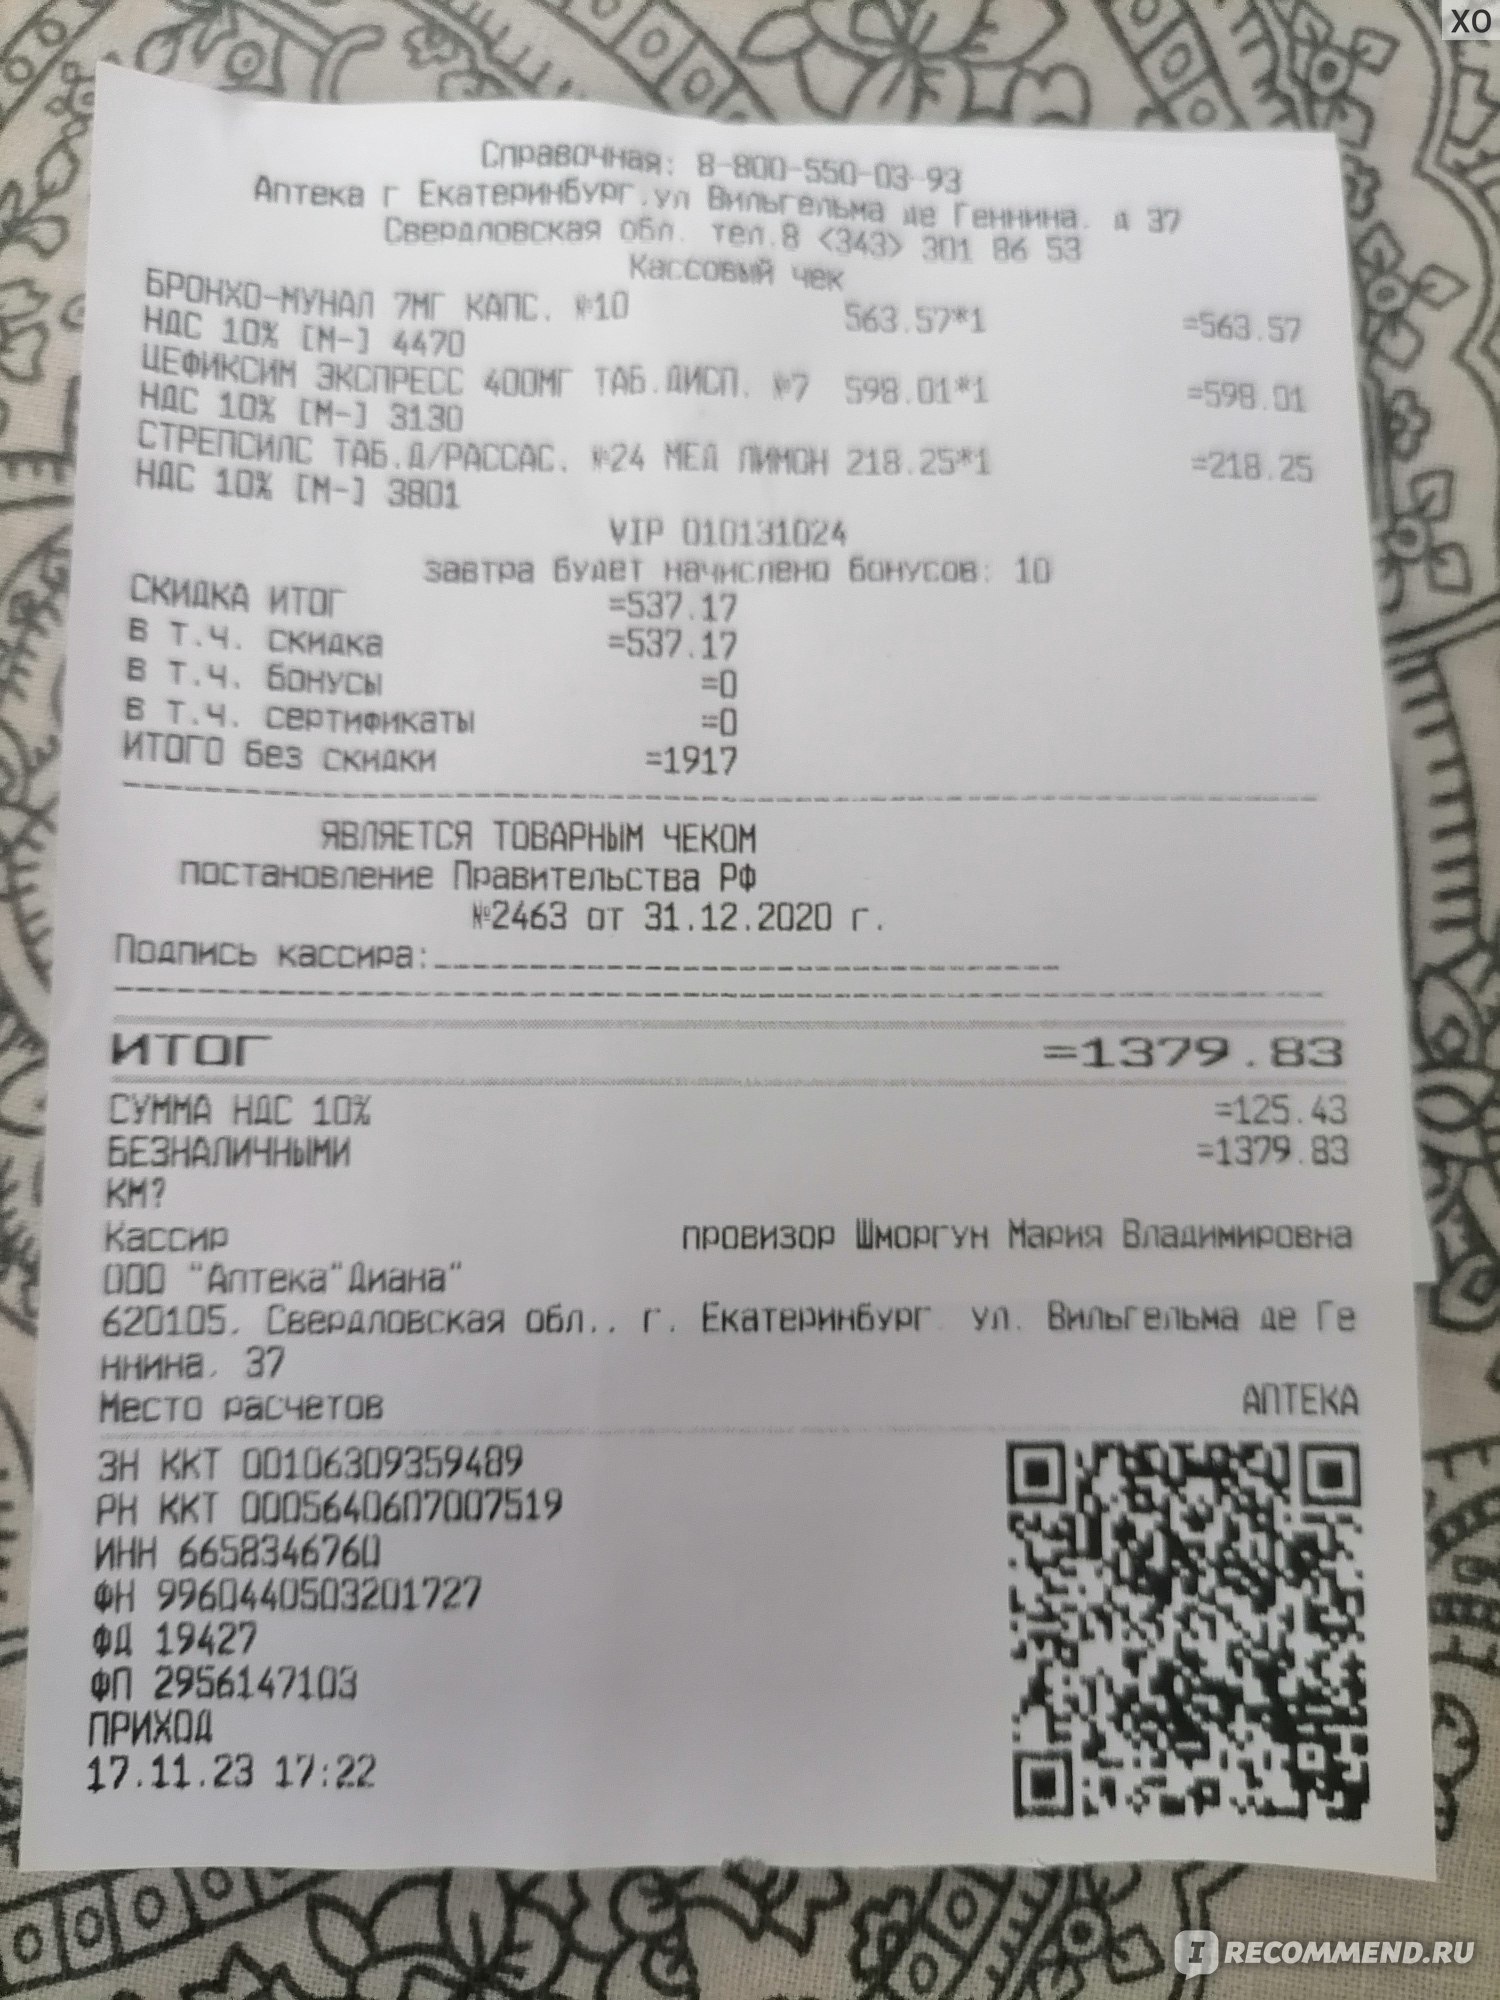 XO
Справочная: 8-800-550-03-93
Аптека г Екатеринбург,ул Вильгельма де Геннина, д 37
Свердловская обл. тел.8 <343> 301 86 53
Кассовый чек
БРОНХО-МУНАЛ 7МГ КАПС. №10 563.57*1 =563.57
НДС 10% [М-] 4470
ЦЕФИКСИМ ЭКСПРЕСС 400МГ ТАБ.ДИСП. №7 598.01*1 =598.01
НДС 10% [М-] 3130
СТРЕПСИЛС ТАБ.Д/РАССАС. №24 МЕД ЛИМОН 218.25*1 =218.25
НДС 10% [М-] 3801
VIP 010131024
завтра будет начислено бонусов: 10
СКИДКА ИТОГ =537.17
в т.ч. скидка =537.17
в т.ч. бонусы =0
в т.ч. сертификаты =0
ИТОГО без скидки =1917
ЯВЛЯЕТСЯ ТОВАРНЫМ ЧЕКОМ
постановление Правительства РФ
№2463 от 31.12.2020 г.
Подпись кассира:
ИТОГ =1379.83
СУММА НДС 10% =125.43
БЕЗНАЛИЧНЫМИ =1379.83
КМ?
Кассир провизор Шморгун Мария Владимировна
ООО "Аптека"Диана"
620105, Свердловская обл., г. Екатеринбург, ул. Вильгельма де Ге
ннина, 37
Место расчетов АПТЕКА
ЗН ККТ 00106309359489
РН ККТ 0005640607007519
ИНН 6658346760
ФН 9960440503201727
ФД 19427
ФП 2956147103
ПРИХОД
17.11.23 17:22
IRECOMMEND.RU